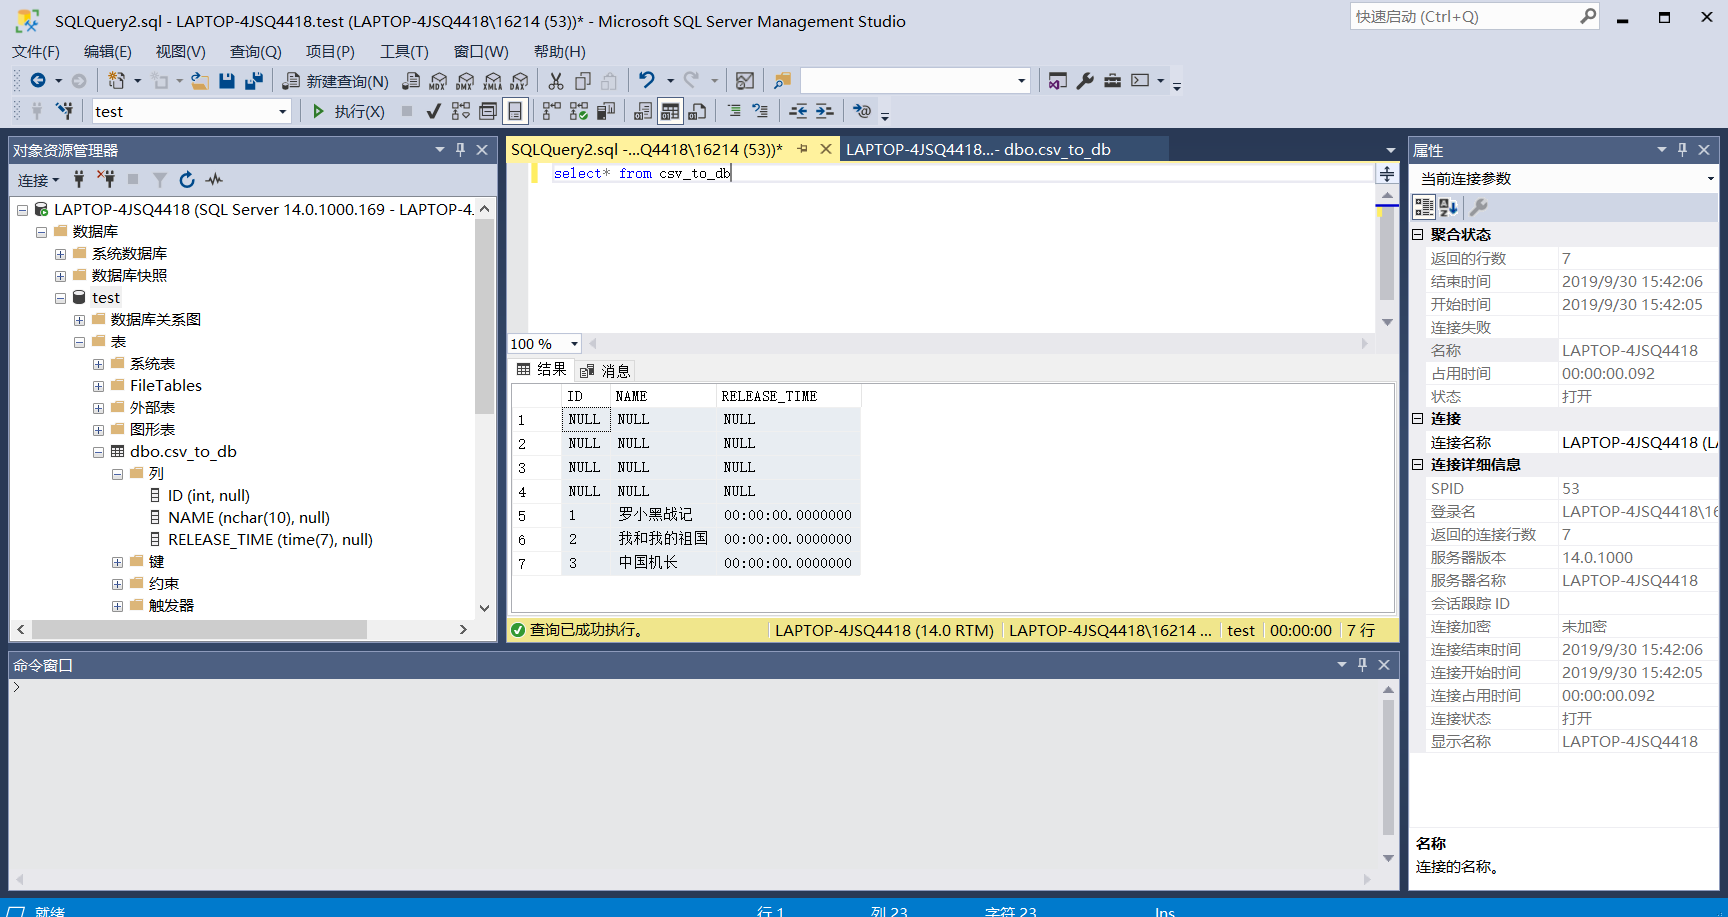 SQLQuery2.sql - LAPTOP-4JSQ4418.test (LAPTOP-4JSQ4418\16214 (53))* - Microsoft SQL Server Management Studio
快速启动 (Ctrl+Q)
文件(F) 编辑(E) 视图(V) 查询(Q) 项目(P) 工具(T) 窗口(W) 帮助(H)
新建查询(N) MDX DMX XMLA DAX
test 执行(X)
对象资源管理器
连接
LAPTOP-4JSQ4418 (SQL Server 14.0.1000.169 - LAPTOP-4.
数据库
系统数据库
数据库快照
test
数据库关系图
表
系统表
FileTables
外部表
图形表
dbo.csv_to_db
列
ID (int, null)
NAME (nchar(10), null)
RELEASE_TIME (time(7), null)
键
约束
触发器
SQLQuery2.sql -...Q4418\16214 (53))* LAPTOP-4JSQ4418...- dbo.csv_to_db
select* from csv_to_db
100 %
结果 消息
ID NAME RELEASE_TIME
1 NULL NULL NULL
2 NULL NULL NULL
3 NULL NULL NULL
4 NULL NULL NULL
5 1 罗小黑战记 00:00:00.0000000
6 2 我和我的祖国 00:00:00.0000000
7 3 中国机长 00:00:00.0000000
查询已成功执行。 LAPTOP-4JSQ4418 (14.0 RTM) LAPTOP-4JSQ4418\16214 ... test 00:00:00 7 行
命令窗口
>
属性
当前连接参数
聚合状态
返回的行数 7
结束时间 2019/9/30 15:42:06
开始时间 2019/9/30 15:42:05
连接失败
名称 LAPTOP-4JSQ4418
占用时间 00:00:00.092
状态 打开
连接
连接名称 LAPTOP-4JSQ4418 (L
连接详细信息
SPID 53
登录名 LAPTOP-4JSQ4418\16
返回的连接行数 7
服务器版本 14.0.1000
服务器名称 LAPTOP-4JSQ4418
会话跟踪 ID
连接加密 未加密
连接结束时间 2019/9/30 15:42:06
连接开始时间 2019/9/30 15:42:05
连接占用时间 00:00:00.092
连接状态 打开
显示名称 LAPTOP-4JSQ4418
名称
连接的名称。
就绪 行 1 列 23 字符 23 Ins